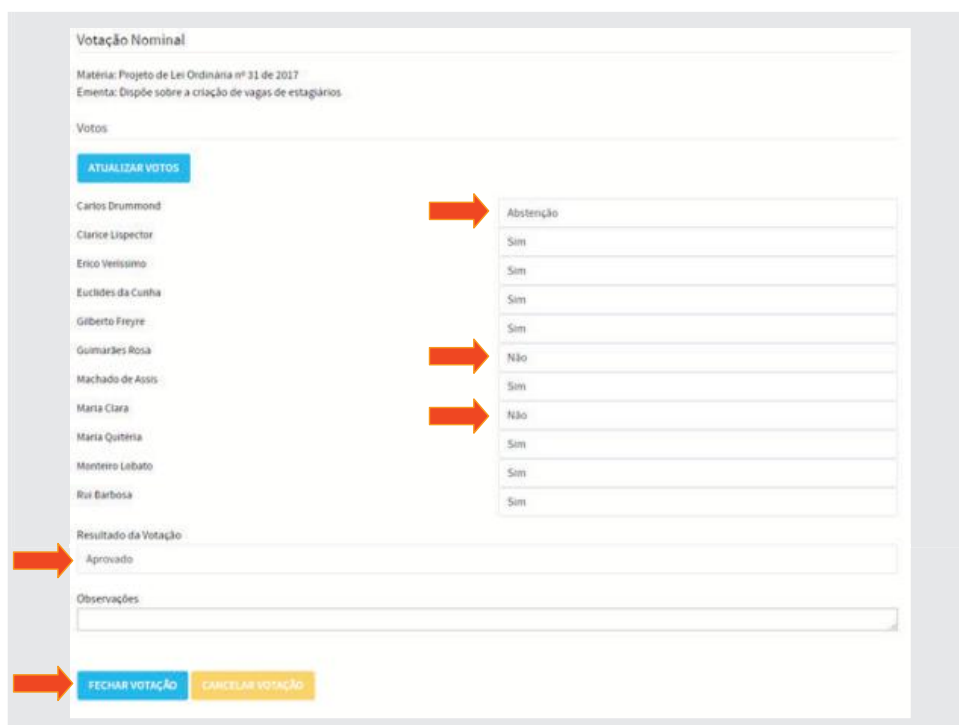 Votação Nominal
Matéria: Projeto de Lei Ordinária nº 31 de 2017
Ementa: Dispõe sobre a criação de vagas de estagiários
Votos
ATUALIZAR VOTOS
Carlos Drummond Abstenção
Clarice Lispector Sim
Erico Verissimo Sim
Euclides da Cunha Sim
Gilberto Freyre Sim
Guimarães Rosa Não
Machado de Assis Sim
Maria Clara Não
Maria Quitéria Sim
Monteiro Lobato Sim
Rui Barbosa Sim
Resultado da Votação
Aprovado
Observações
FECHAR VOTAÇÃO CANCELAR VOTAÇÃO